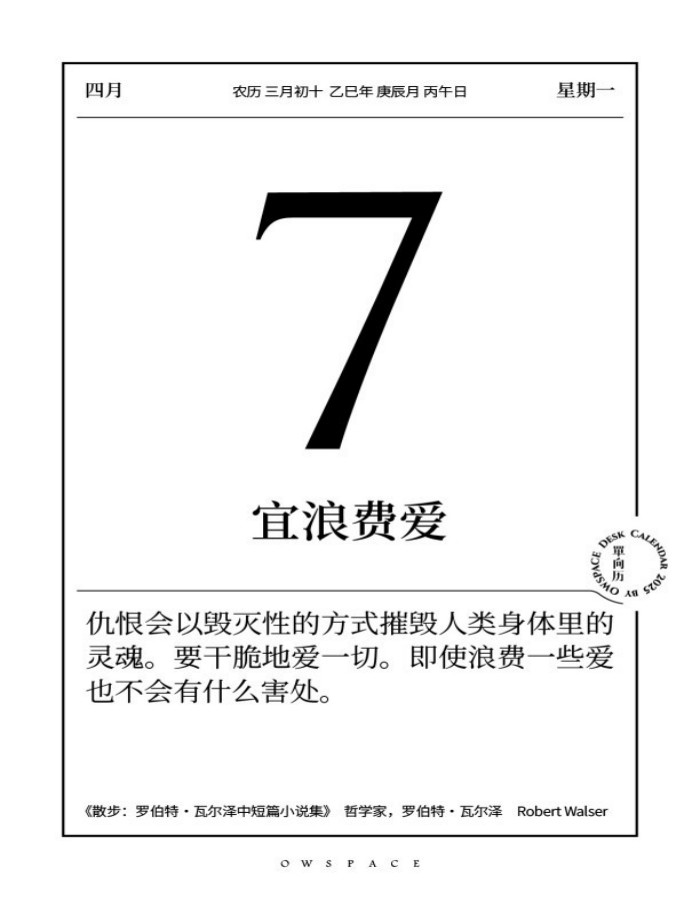 四月 农历 三月初十 乙巳年 庚辰月 丙午日 星期一
7
宜浪费爱
OWSPACE DESK CALENDAR 2025 BY
單向历
仇恨会以毁灭性的方式摧毁人类身体里的
灵魂。要干脆地爱一切。即使浪费一些爱
也不会有什么害处。
《散步：罗伯特·瓦尔泽中短篇小说集》 哲学家，罗伯特·瓦尔泽 Robert Walser
OWSPACE